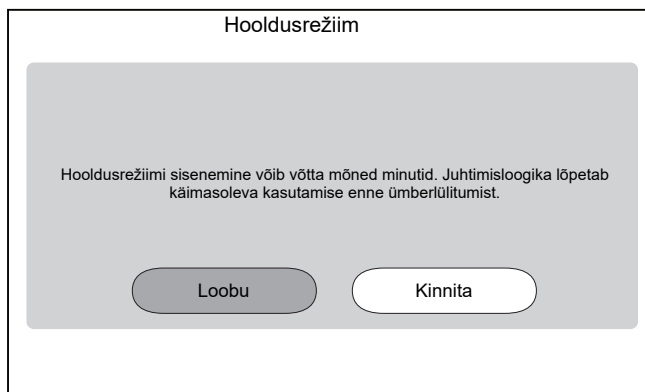 Hooldusrežiim
Hooldusrežiimi sisenemine võib võtta mõned minutid. Juhtimisloogika lõpetab
käimasoleva kasutamise enne ümberlülitumist.
Loobu
Kinnita